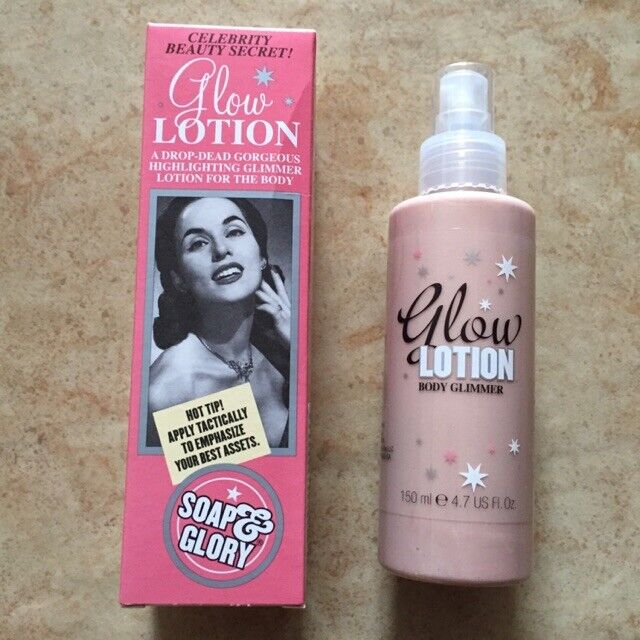 CELEBRITY
BEAUTY SECRET!
Glow
LOTION
A DROP-DEAD GORGEOUS
HIGHLIGHTING GLIMMER
LOTION FOR THE BODY
HOT TIP!
APPLY TACTICALLY
TO EMPHASIZE
YOUR BEST ASSETS.
SOAP &
GLORY
Glow
LOTION
BODY GLIMMER
150 ml e 4.7 US Fl.Oz.